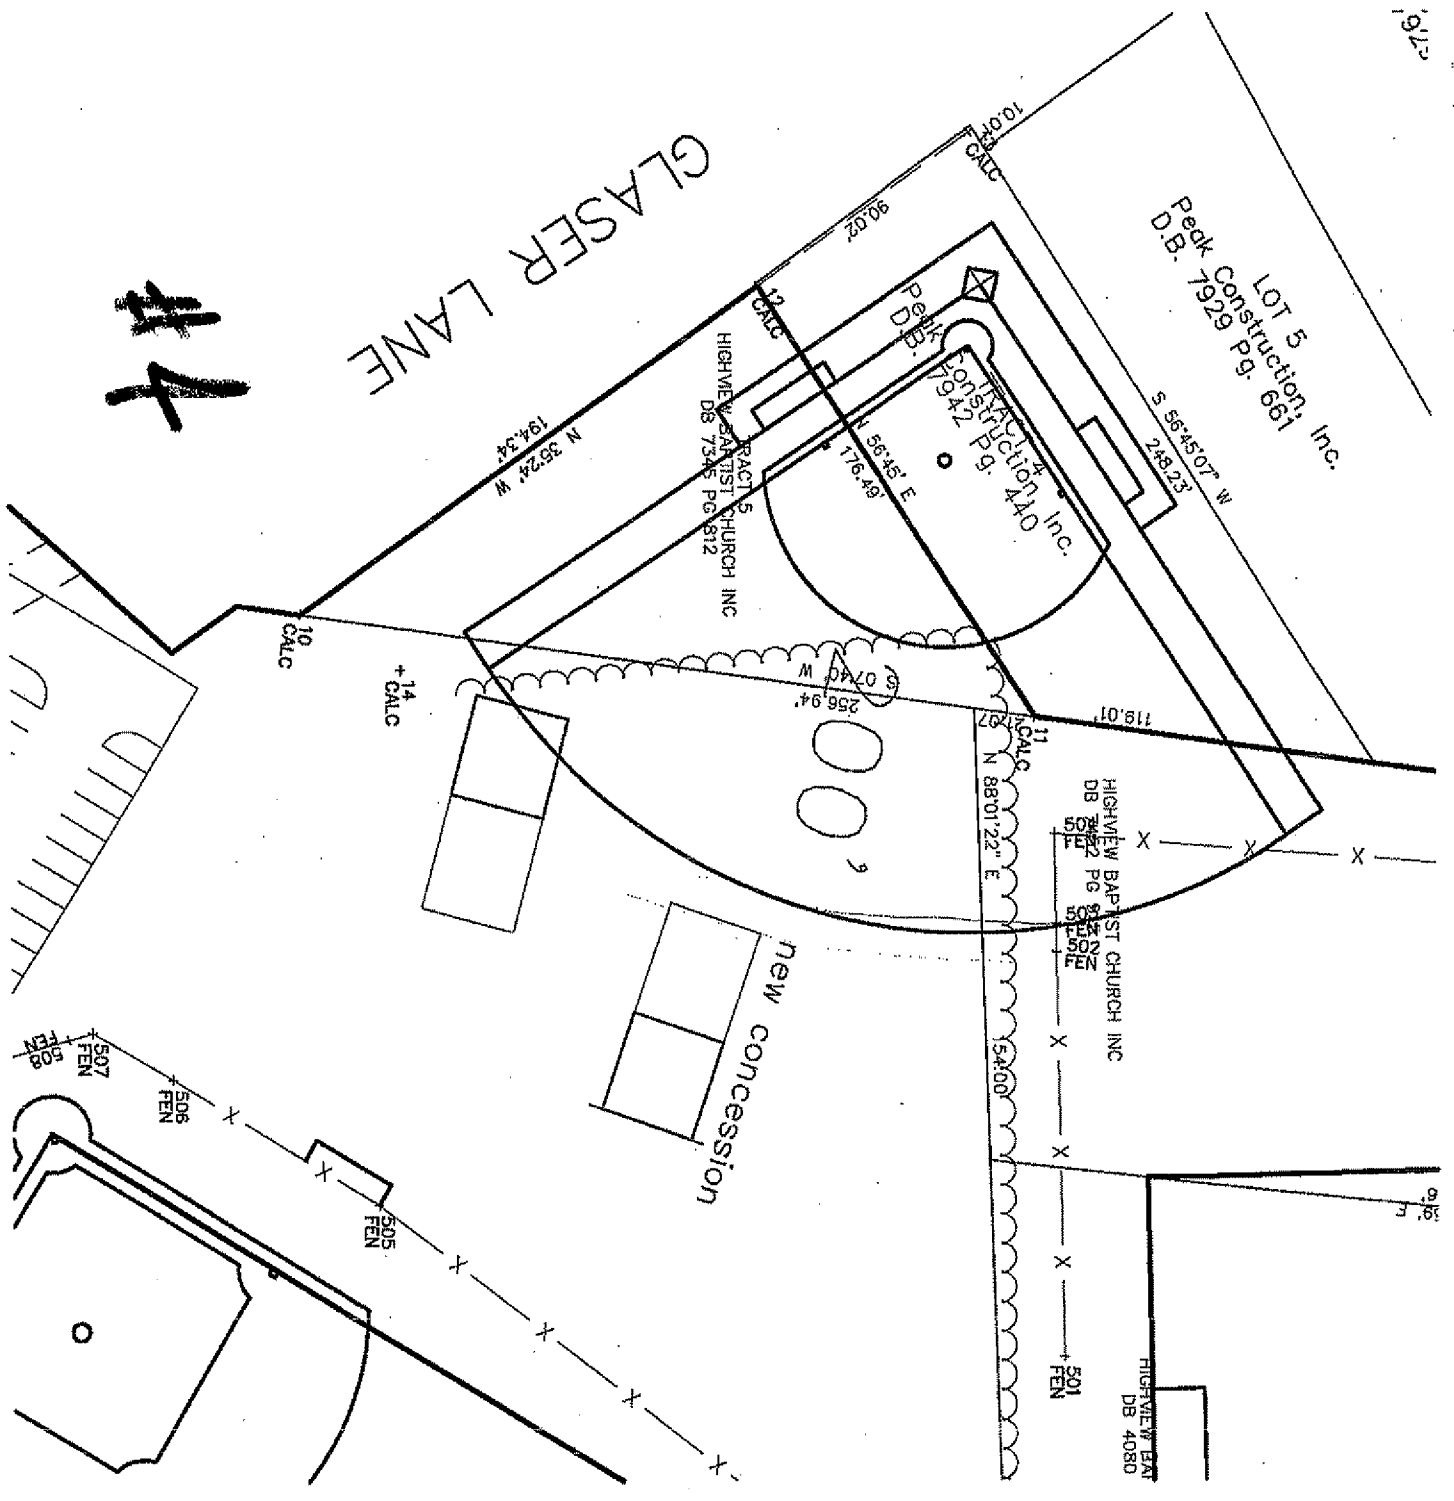 GLASER LANE
10.01'
CALC
90.02'
12
CALC
LOT 5
Peak Construction, Inc.
D.B. 7929 Pg. 661
S 56°45'07" W
248.23'
TRACT 4
Peak Construction, Inc.
D.B. 7942 Pg. 440
N 56°45' E
176.49'
TRACT 5
HIGHVIEW BAPTIST CHURCH INC
DB 7345 PG 812
N 35°24' W
194.34'
10
CALC
14
CALC
S 07°40' W
256.94'
200'
11
CALC
119.01'
N 88°01'22" E
154.00
HIGHVIEW BAPTIST CHURCH INC
FEN
FEN
502
FEN
501
FEN
new concession
508
FEN
507
FEN
506
FEN
505
FEN
HIGHVIEW BAP
DB 4080